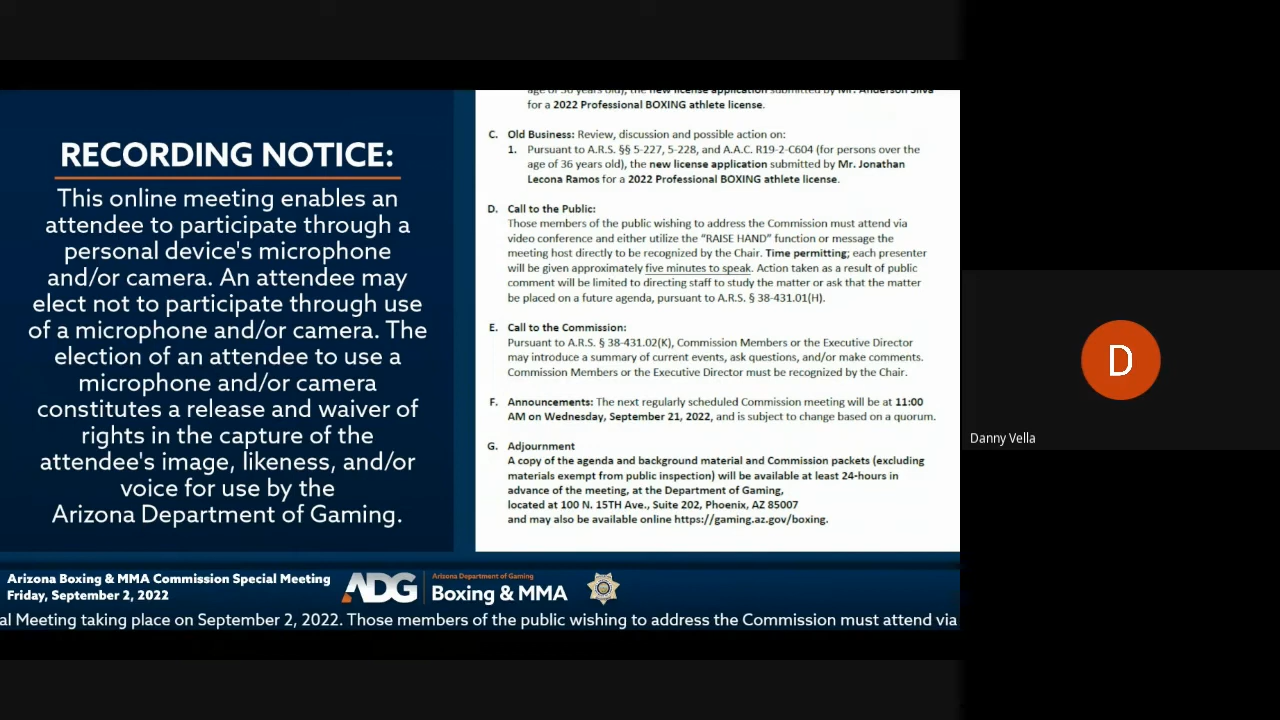 RECORDING NOTICE:
This online meeting enables an
attendee to participate through a
personal device's microphone
and/or camera. An attendee may
elect not to participate through use
of a microphone and/or camera. The
election of an attendee to use a
microphone and/or camera
constitutes a release and waiver of
rights in the capture of the
attendee's image, likeness, and/or
voice for use by the
Arizona Department of Gaming.
age of 36 years old), the new license application submitted by Mr. Anderson Silva
for a 2022 Professional BOXING athlete license.
C. Old Business: Review, discussion and possible action on:
1. Pursuant to A.R.S. §§ 5-227, 5-228, and A.A.C. R19-2-C604 (for persons over the
age of 36 years old), the new license application submitted by Mr. Jonathan
Lecona Ramos for a 2022 Professional BOXING athlete license.
D. Call to the Public:
Those members of the public wishing to address the Commission must attend via
video conference and either utilize the “RAISE HAND” function or message the
meeting host directly to be recognized by the Chair. Time permitting; each presenter
will be given approximately five minutes to speak. Action taken as a result of public
comment will be limited to directing staff to study the matter or ask that the matter
be placed on a future agenda, pursuant to A.R.S. § 38-431.01(H).
E. Call to the Commission:
Pursuant to A.R.S. § 38-431.02(K), Commission Members or the Executive Director
may introduce a summary of current events, ask questions, and/or make comments.
Commission Members or the Executive Director must be recognized by the Chair.
F. Announcements: The next regularly scheduled Commission meeting will be at 11:00
AM on Wednesday, September 21, 2022, and is subject to change based on a quorum.
G. Adjournment
A copy of the agenda and background material and Commission packets (excluding
materials exempt from public inspection) will be available at least 24-hours in
advance of the meeting, at the Department of Gaming,
located at 100 N. 15TH Ave., Suite 202, Phoenix, AZ 85007
and may also be available online https://gaming.az.gov/boxing.
D
Danny Vella
Arizona Boxing & MMA Commission Special Meeting
Friday, September 2, 2022
ADG
Arizona Department of Gaming
Boxing & MMA
al Meeting taking place on September 2, 2022. Those members of the public wishing to address the Commission must attend via